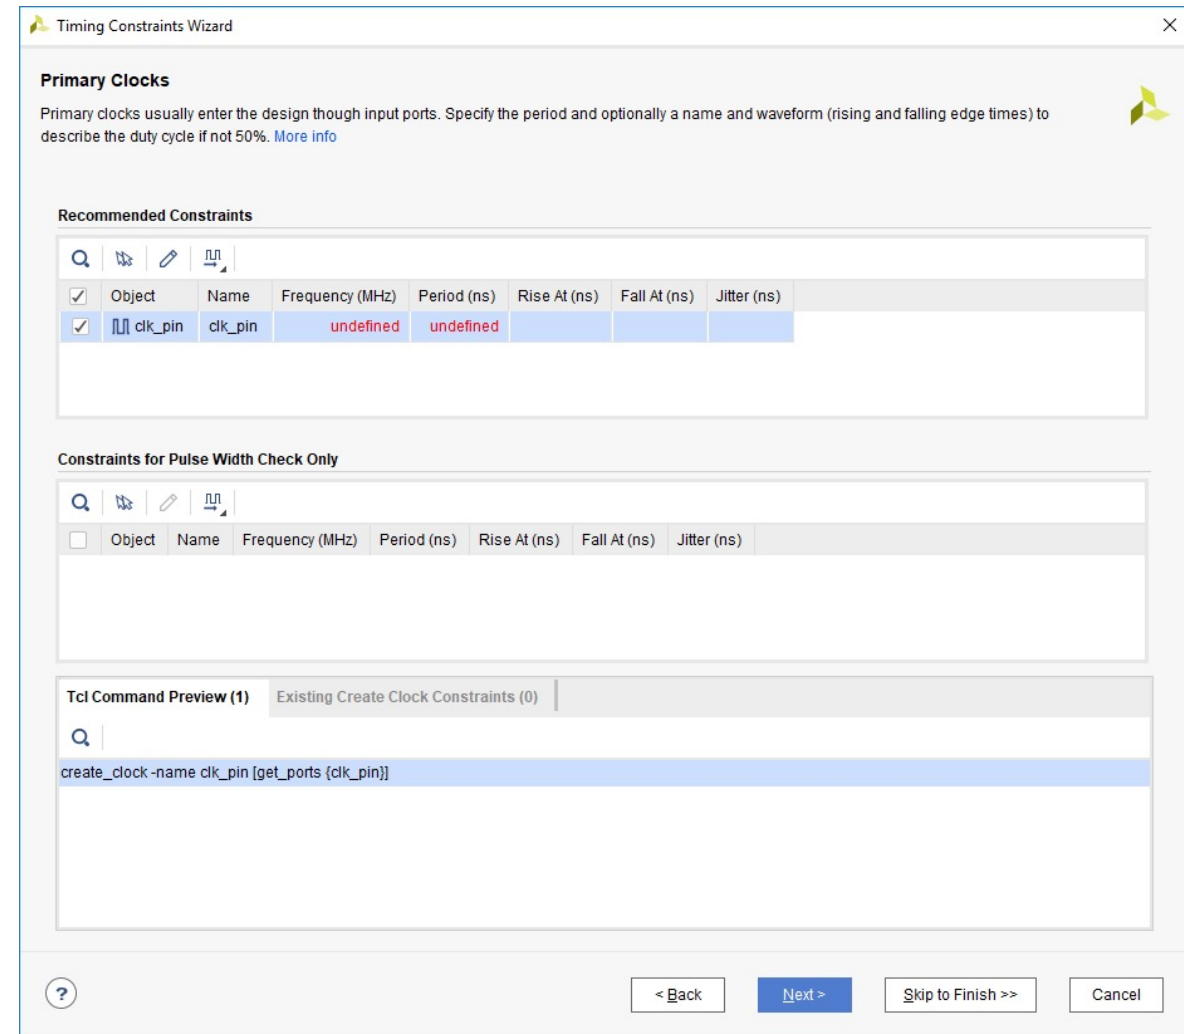 Timing Constraints Wizard
Primary Clocks
Primary clocks usually enter the design though input ports. Specify the period and optionally a name and waveform (rising and falling edge times) to
describe the duty cycle if not 50%. More info
Recommended Constraints
Object Name Frequency (MHz) Period (ns) Rise At (ns) Fall At (ns) Jitter (ns)
clk_pin clk_pin undefined undefined
Constraints for Pulse Width Check Only
Object Name Frequency (MHz) Period (ns) Rise At (ns) Fall At (ns) Jitter (ns)
Tcl Command Preview (1) Existing Create Clock Constraints (0)
create_clock -name clk_pin [get_ports {clk_pin}]
? < Back Next > Skip to Finish >> Cancel